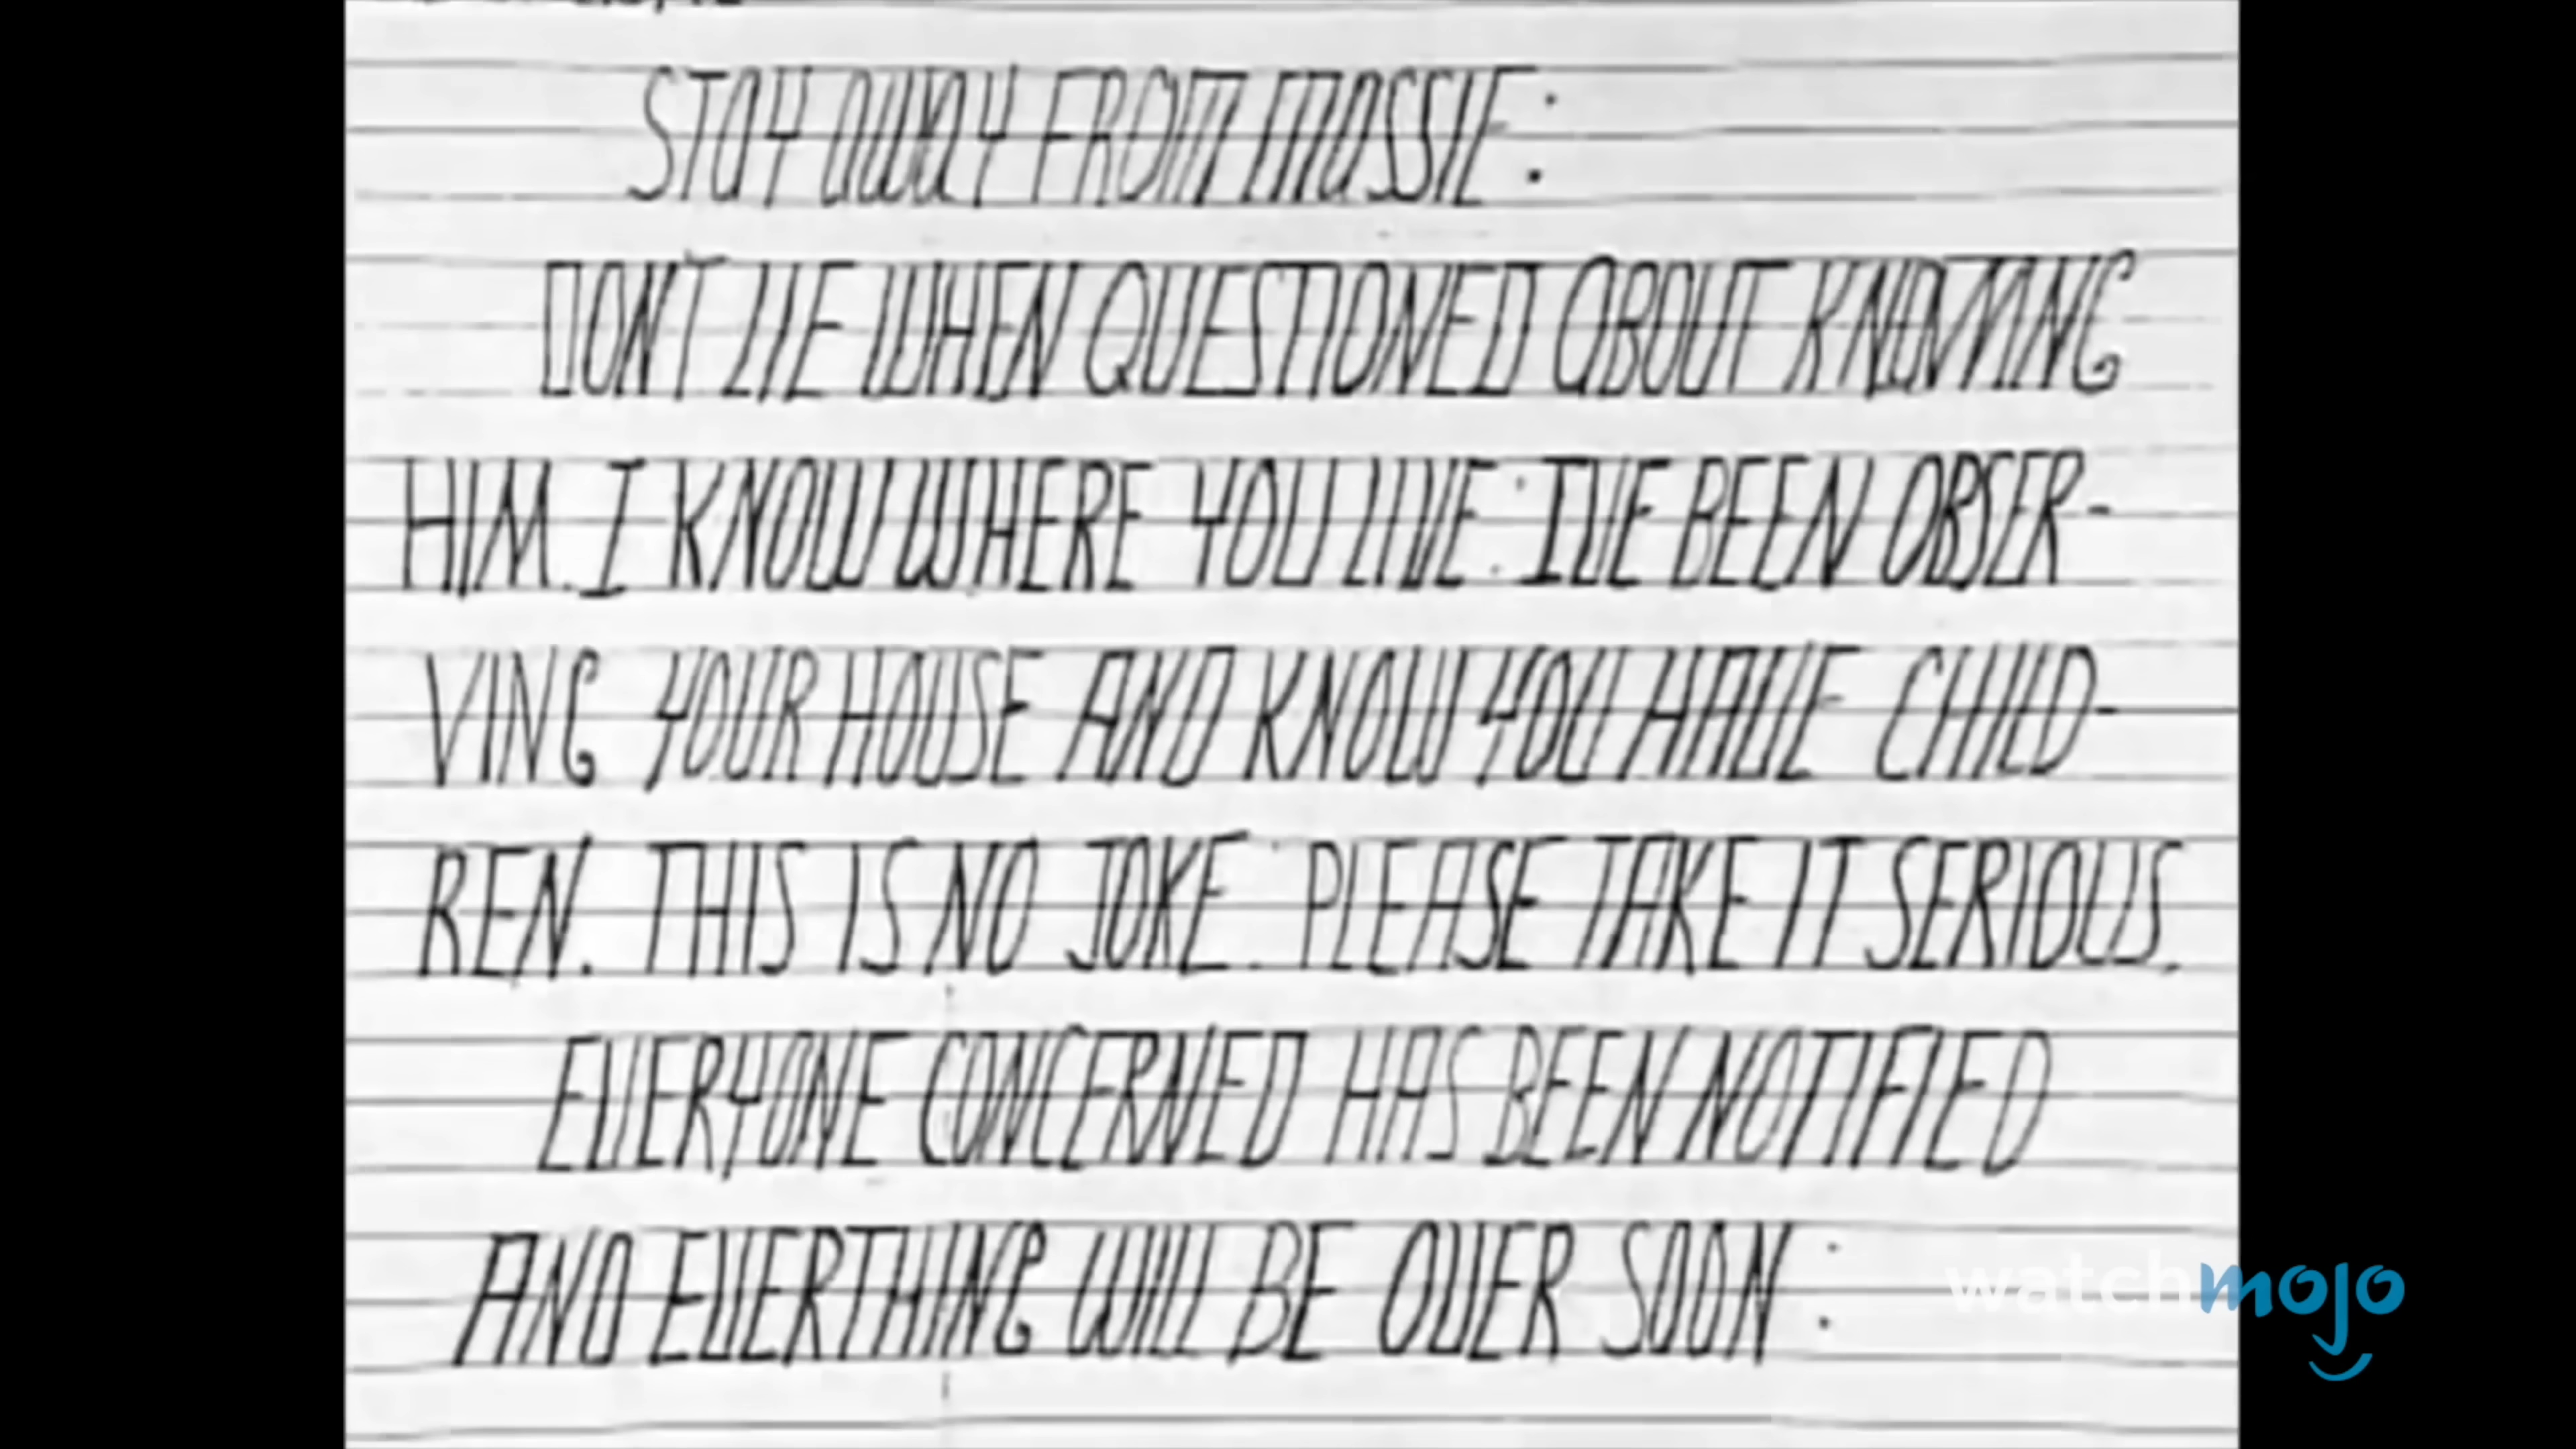 STAY AWAY FROM MASSIE:
DON'T LIE WHEN QUESTIONED ABOUT KNOWING
HIM. I KNOW WHERE YOU LIVE: I'VE BEEN OBSER-
VING YOUR HOUSE AND KNOW YOU HAVE CHILD-
REN. THIS IS NO JOKE. PLEASE TAKE IT SERIOUS.
EVERYONE CONCERNED HAS BEEN NOTIFIED
AND EVERTHING WILL BE OVER SOON:
watchmojo